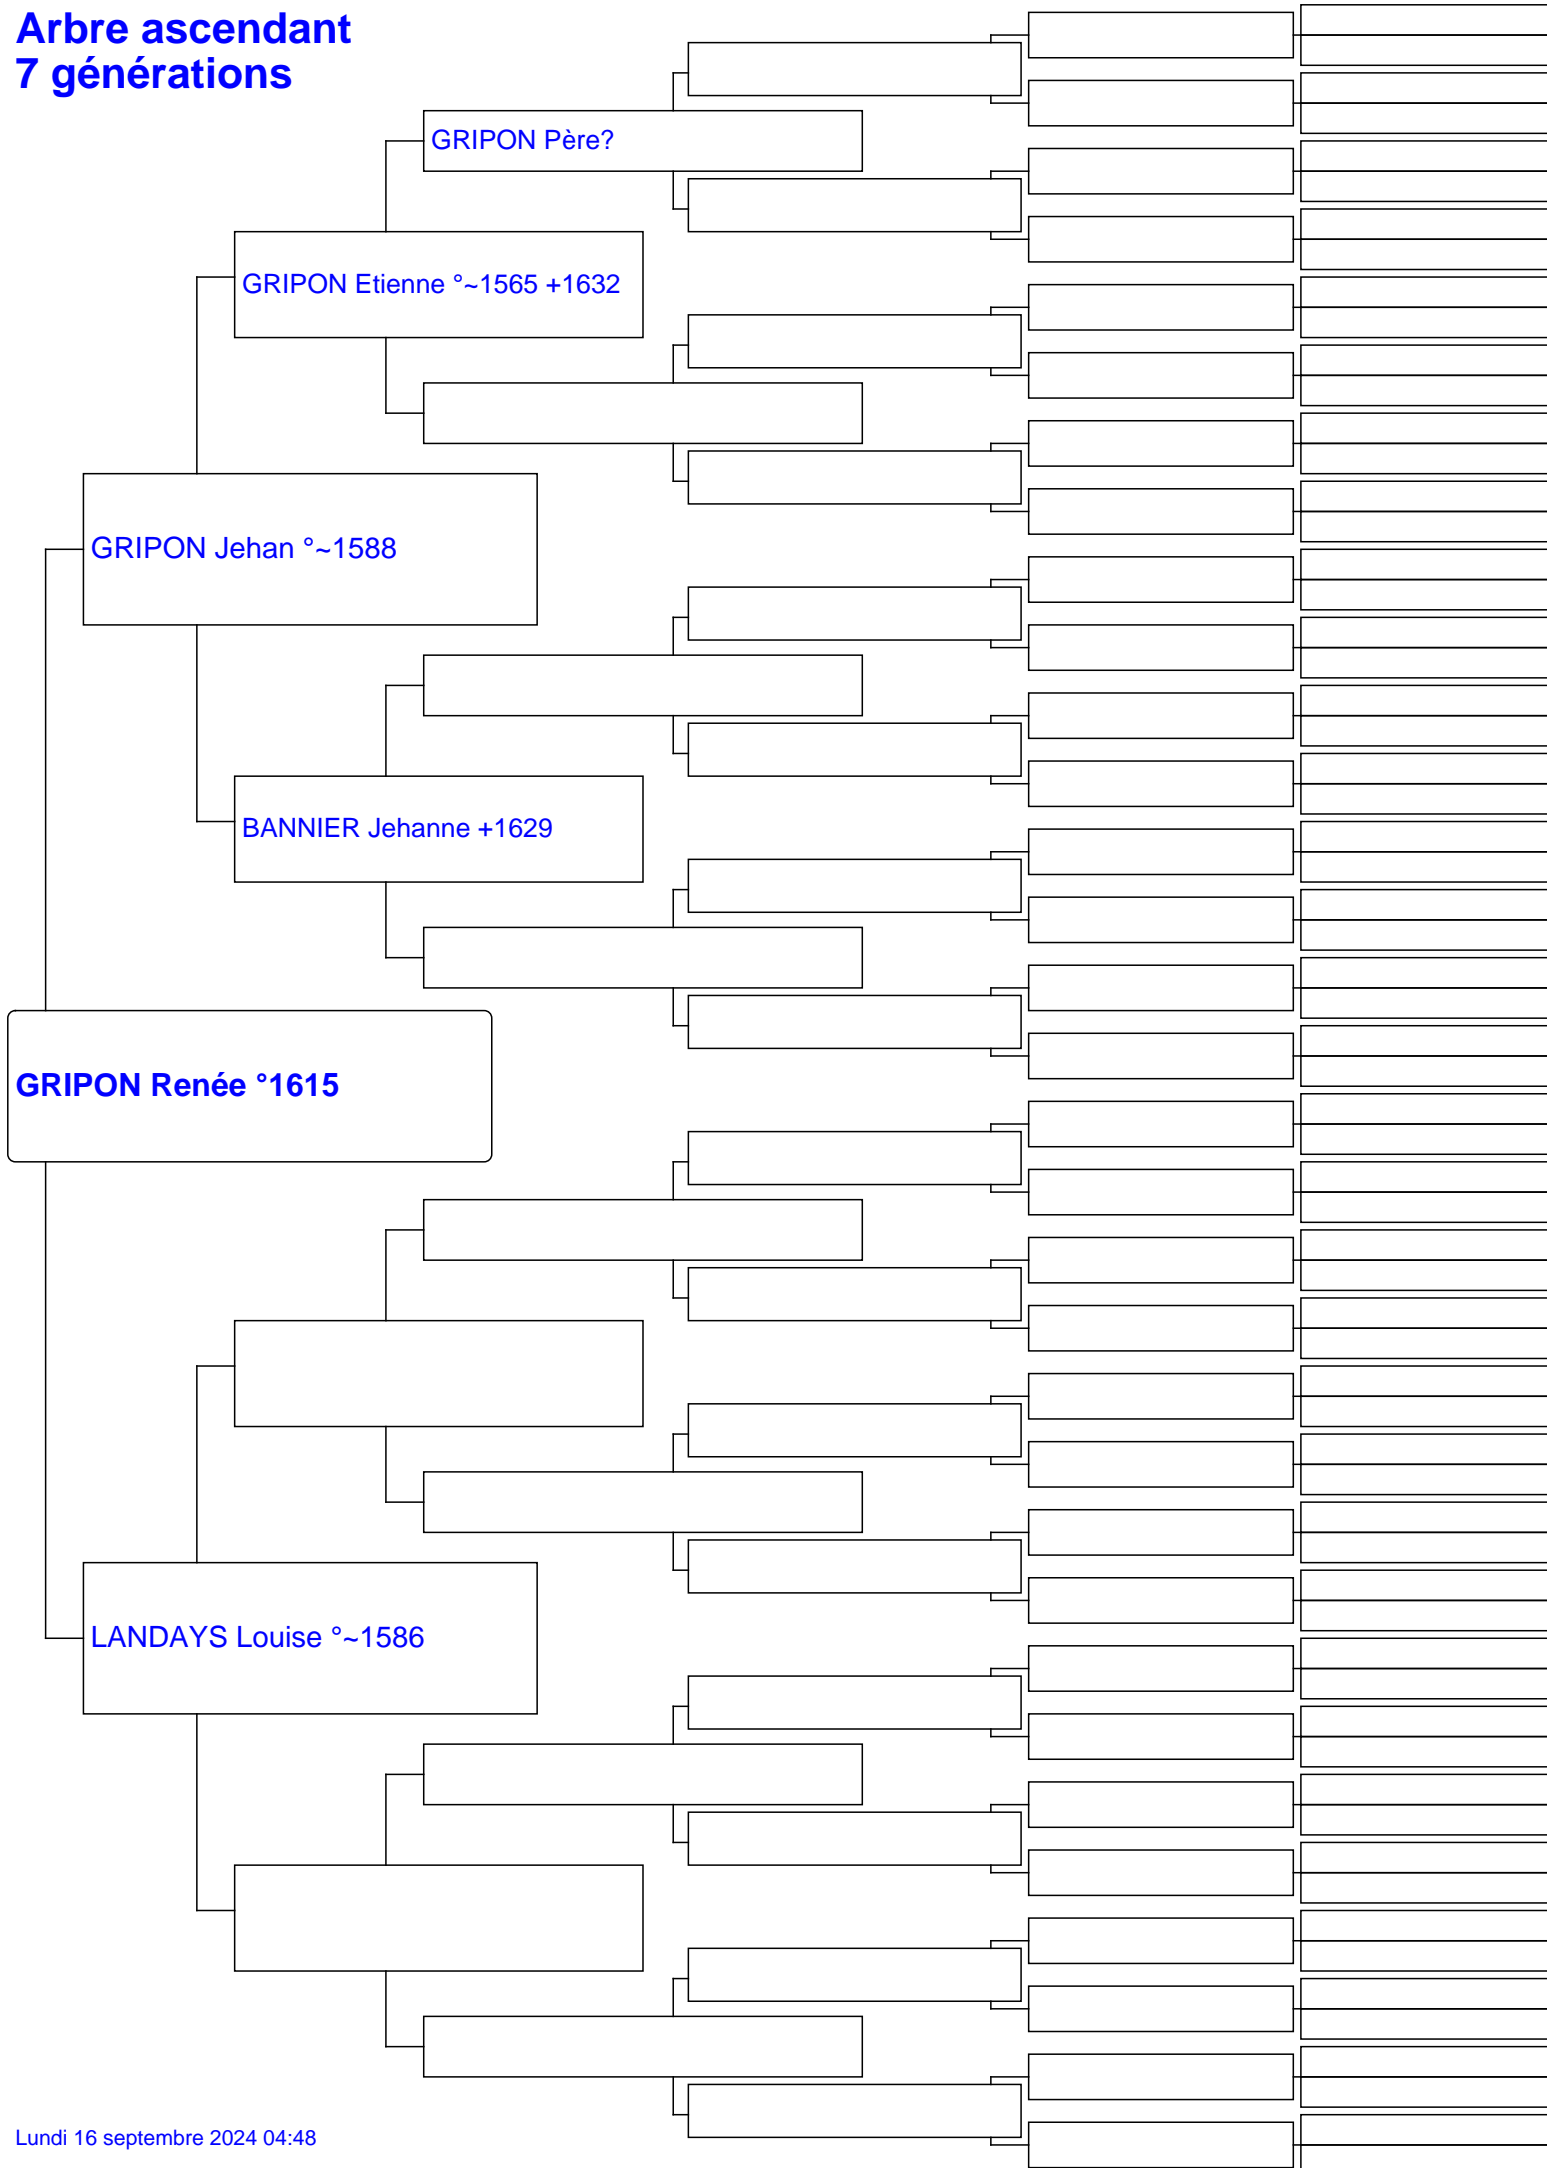 Arbre ascendant
7 générations
GRIPON Père?
GRIPON Etienne °~1565 +1632
GRIPON Jehan °~1588
BANNIER Jehanne +1629
GRIPON Renée °1615
LANDAYS Louise °~1586
Lundi 16 septembre 2024 04:48